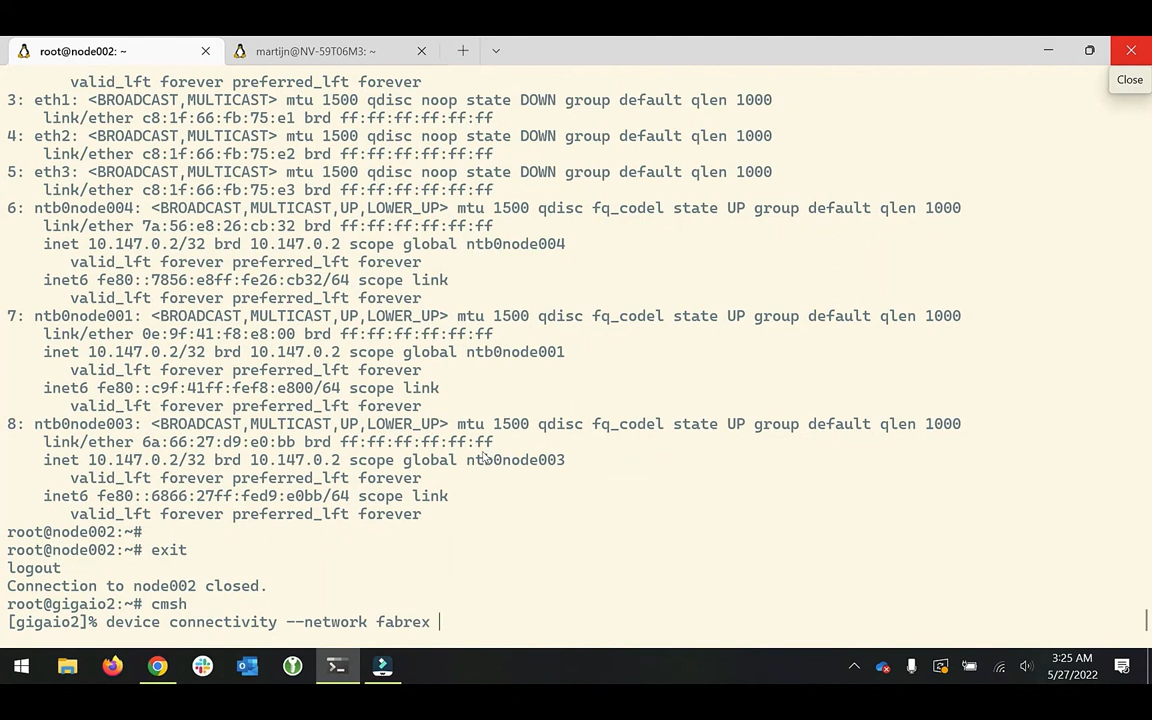 root@node002: ~
martijn@NV-59T06M3: ~
Close
valid_lft forever preferred_lft forever
3: eth1: <BROADCAST,MULTICAST> mtu 1500 qdisc noop state DOWN group default qlen 1000
link/ether c8:1f:66:fb:75:e1 brd ff:ff:ff:ff:ff:ff
4: eth2: <BROADCAST,MULTICAST> mtu 1500 qdisc noop state DOWN group default qlen 1000
link/ether c8:1f:66:fb:75:e2 brd ff:ff:ff:ff:ff:ff
5: eth3: <BROADCAST,MULTICAST> mtu 1500 qdisc noop state DOWN group default qlen 1000
link/ether c8:1f:66:fb:75:e3 brd ff:ff:ff:ff:ff:ff
6: ntb0node004: <BROADCAST,MULTICAST,UP,LOWER_UP> mtu 1500 qdisc fq_codel state UP group default qlen 1000
link/ether 7a:56:e8:26:cb:32 brd ff:ff:ff:ff:ff:ff
inet 10.147.0.2/32 brd 10.147.0.2 scope global ntb0node004
valid_lft forever preferred_lft forever
inet6 fe80::7856:e8ff:fe26:cb32/64 scope link
valid_lft forever preferred_lft forever
7: ntb0node001: <BROADCAST,MULTICAST,UP,LOWER_UP> mtu 1500 qdisc fq_codel state UP group default qlen 1000
link/ether 0e:9f:41:f8:e8:00 brd ff:ff:ff:ff:ff:ff
inet 10.147.0.2/32 brd 10.147.0.2 scope global ntb0node001
valid_lft forever preferred_lft forever
inet6 fe80::c9f:41ff:fef8:e800/64 scope link
valid_lft forever preferred_lft forever
8: ntb0node003: <BROADCAST,MULTICAST,UP,LOWER_UP> mtu 1500 qdisc fq_codel state UP group default qlen 1000
link/ether 6a:66:27:d9:e0:bb brd ff:ff:ff:ff:ff:ff
inet 10.147.0.2/32 brd 10.147.0.2 scope global ntb0node003
valid_lft forever preferred_lft forever
inet6 fe80::6866:27ff:fed9:e0bb/64 scope link
valid_lft forever preferred_lft forever
root@node002:~#
root@node002:~# exit
logout
Connection to node002 closed.
root@gigaio2:~# cmsh
[gigaio2]% device connectivity --network fabrex
3:25 AM
5/27/2022